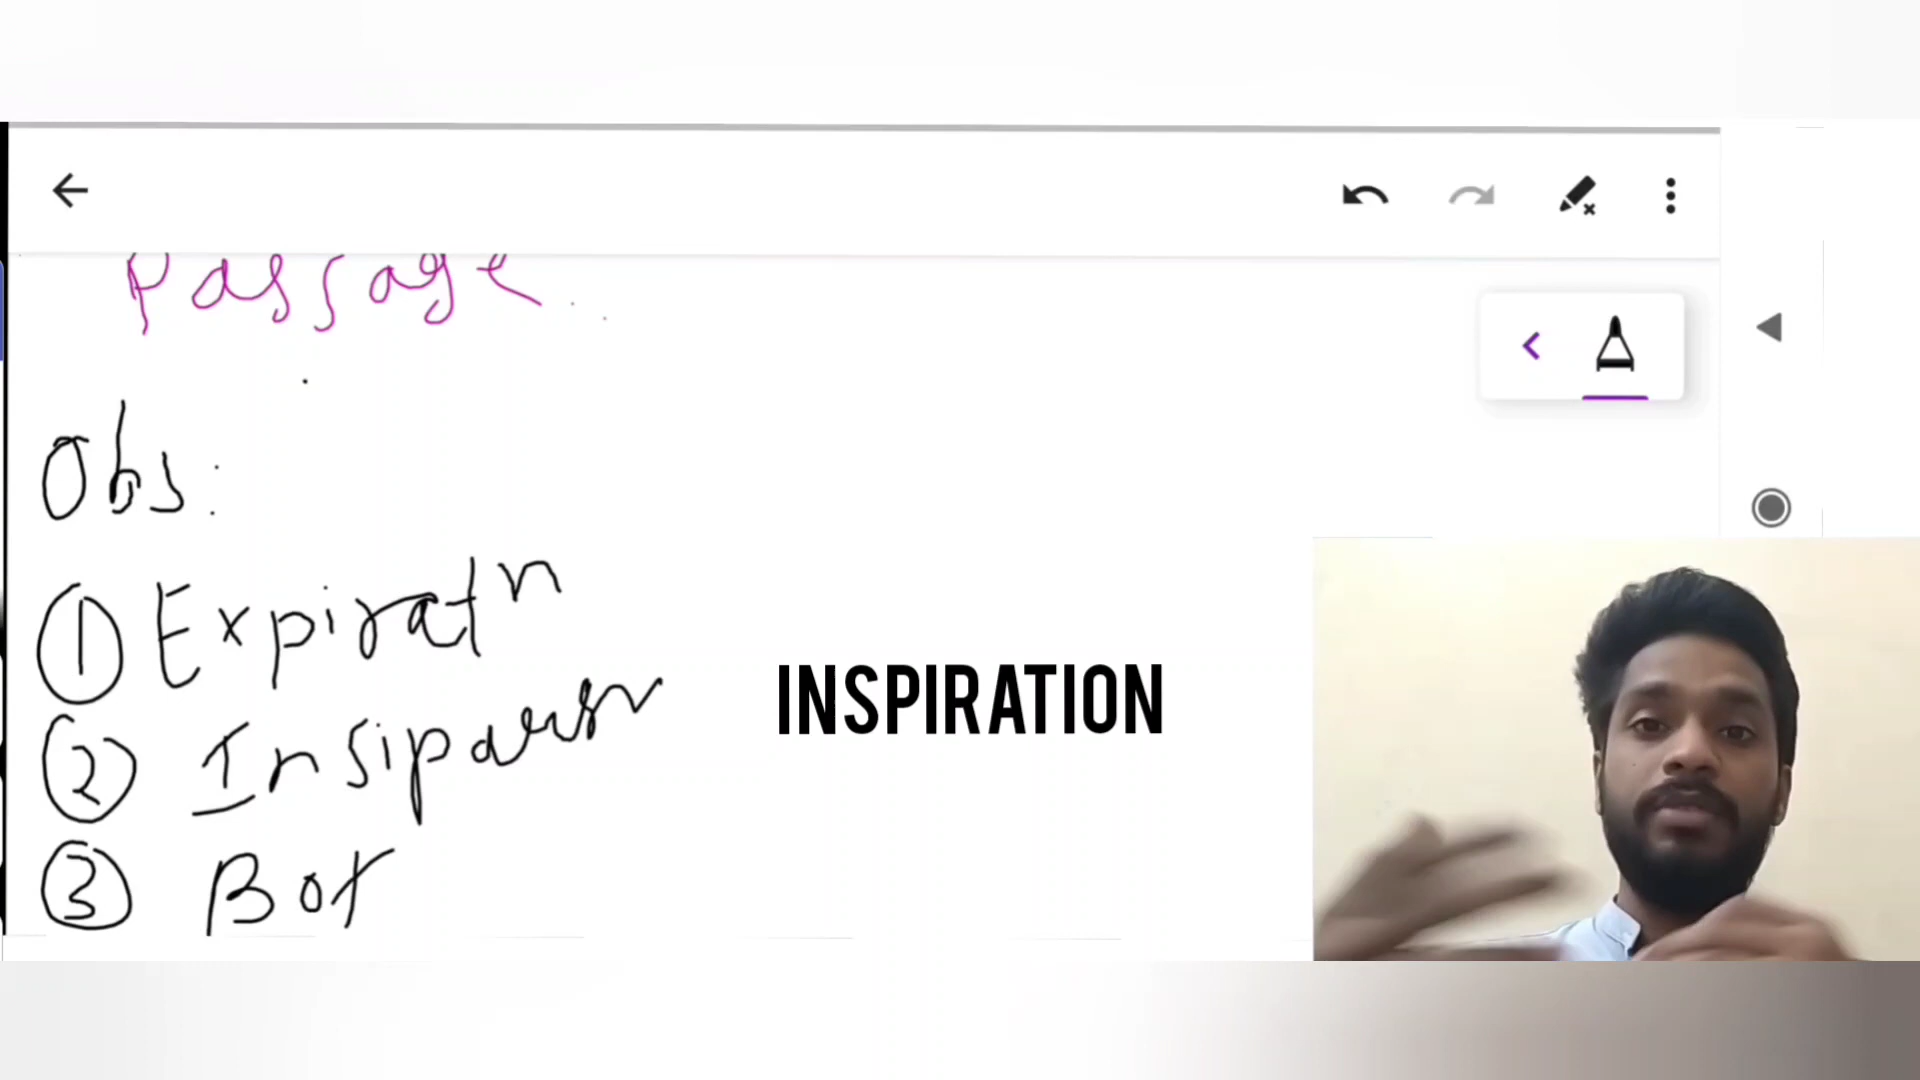 Passage
Obs:
① Expiratn
② Insiparsn
INSPIRATION
③ Bot